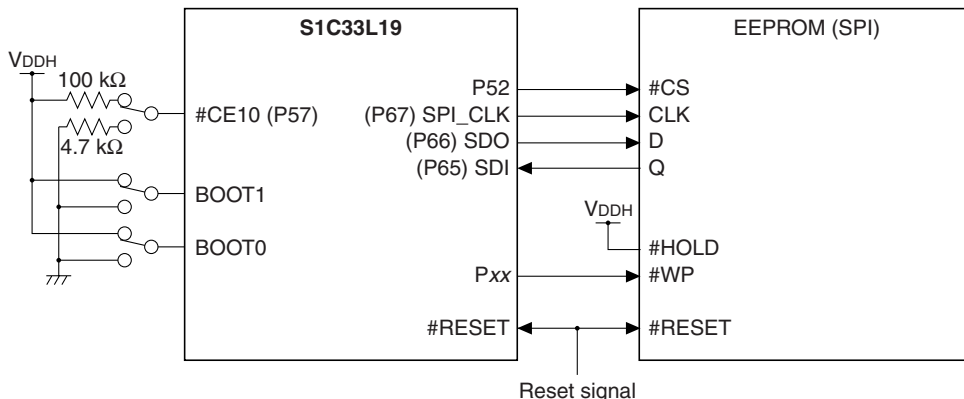 S1C33L19
EEPROM (SPI)
VDDH
100 kΩ
4.7 kΩ
#CE10 (P57)
BOOT1
BOOT0
P52
(P67) SPI_CLK
(P66) SDO
(P65) SDI
Pxx
#RESET
#CS
CLK
D
Q
VDDH
#HOLD
#WP
#RESET
Reset signal